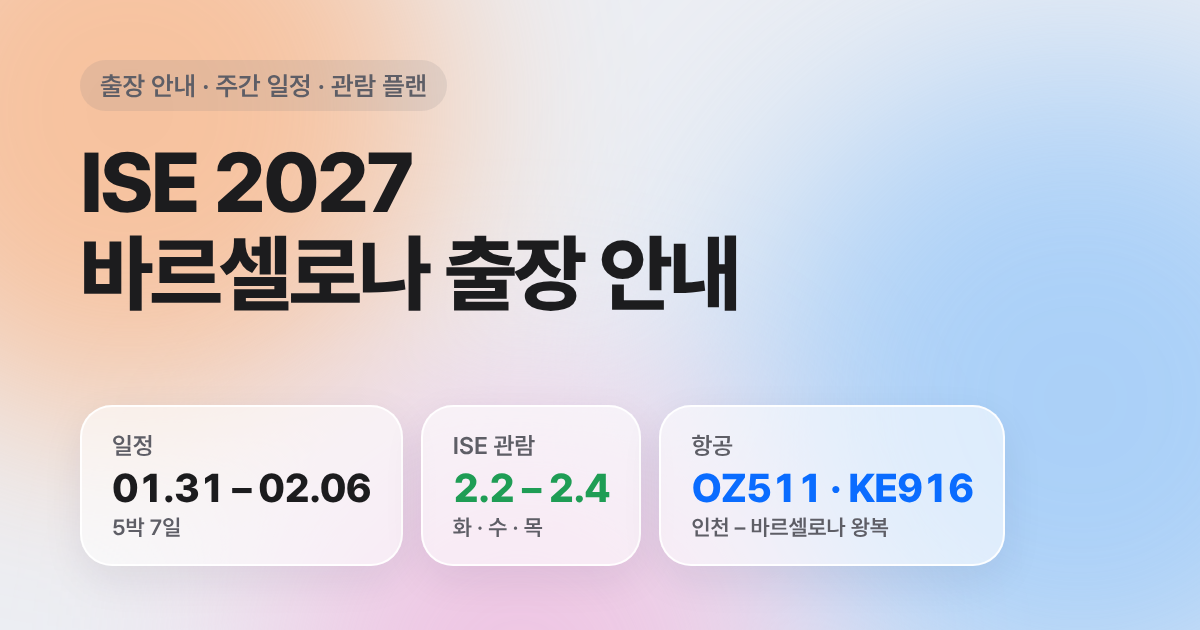 출장 안내 · 주간 일정 · 관람 플랜
ISE 2027
바르셀로나 출장 안내
일정
01.31 – 02.06
5박 7일
ISE 관람
2.2 – 2.4
화 · 수 · 목
항공
OZ511 · KE916
인천 – 바르셀로나 왕복